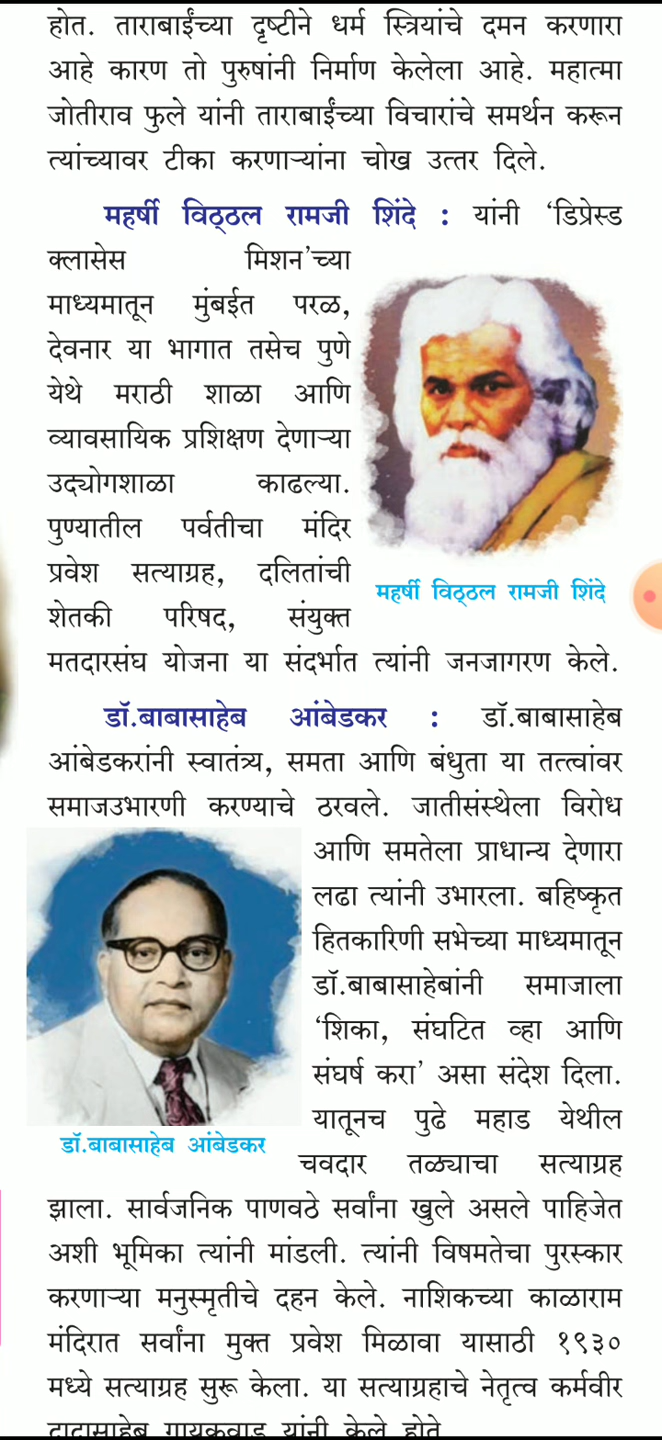 होत. ताराबाईंच्या दृष्टीने धर्म स्त्रियांचे दमन करणारा
आहे कारण तो पुरुषांनी निर्माण केलेला आहे. महात्मा
जोतीराव फुले यांनी ताराबाईंच्या विचारांचे समर्थन करून
त्यांच्यावर टीका करणाऱ्यांना चोख उत्तर दिले.
महर्षी विठ्ठल रामजी शिंदे : यांनी ‘डिप्रेस्ड
क्लासेस मिशन’च्या
माध्यमातून मुंबईत परळ,
देवनार या भागात तसेच पुणे
येथे मराठी शाळा आणि
व्यावसायिक प्रशिक्षण देणाऱ्या
उद्योगशाळा काढल्या.
पुण्यातील पर्वतीचा मंदिर
प्रवेश सत्याग्रह, दलितांची
शेतकी परिषद, संयुक्त
मतदारसंघ योजना या संदर्भात त्यांनी जनजागरण केले.
महर्षी विठ्ठल रामजी शिंदे
डॉ.बाबासाहेब आंबेडकर : डॉ.बाबासाहेब
आंबेडकरांनी स्वातंत्र्य, समता आणि बंधुता या तत्त्वांवर
समाजउभारणी करण्याचे ठरवले. जातीसंस्थेला विरोध
आणि समतेला प्राधान्य देणारा
लढा त्यांनी उभारला. बहिष्कृत
हितकारिणी सभेच्या माध्यमातून
डॉ.बाबासाहेबांनी समाजाला
‘शिका, संघटित व्हा आणि
संघर्ष करा’ असा संदेश दिला.
यातूनच पुढे महाड येथील
चवदार तळ्याचा सत्याग्रह
डॉ.बाबासाहेब आंबेडकर
झाला. सार्वजनिक पाणवठे सर्वांना खुले असले पाहिजेत
अशी भूमिका त्यांनी मांडली. त्यांनी विषमतेचा पुरस्कार
करणाऱ्या मनुस्मृतीचे दहन केले. नाशिकच्या काळाराम
मंदिरात सर्वांना मुक्त प्रवेश मिळावा यासाठी १९३०
मध्ये सत्याग्रह सुरू केला. या सत्याग्रहाचे नेतृत्व कर्मवीर
दादासाहेब गायकवाड यांनी केले होते